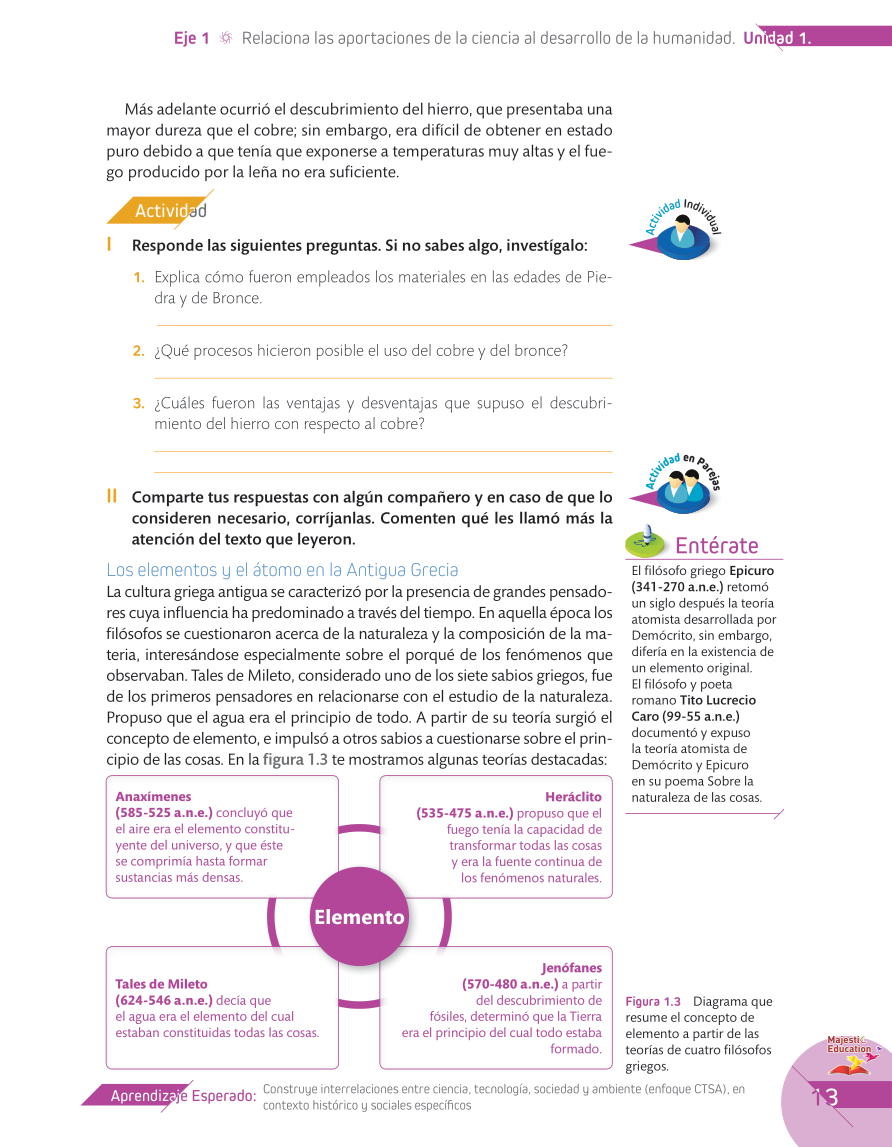 Eje 1 Relaciona las aportaciones de la ciencia al desarrollo de la humanidad. Unidad 1.
Más adelante ocurrió el descubrimiento del hierro, que presentaba una
mayor dureza que el cobre; sin embargo, era difícil de obtener en estado
puro debido a que tenía que exponerse a temperaturas muy altas y el fue-
go producido por la leña no era suficiente.
Actividad
Actividad Individual
I Responde las siguientes preguntas. Si no sabes algo, investígalo:
1. Explica cómo fueron empleados los materiales en las edades de Pie-
dra y de Bronce.
2. ¿Qué procesos hicieron posible el uso del cobre y del bronce?
3. ¿Cuáles fueron las ventajas y desventajas que supuso el descubri-
miento del hierro con respecto al cobre?
Actividad en Parejas
II Comparte tus respuestas con algún compañero y en caso de que lo
consideren necesario, corríjanlas. Comenten qué les llamó más la
atención del texto que leyeron.
Los elementos y el átomo en la Antigua Grecia
La cultura griega antigua se caracterizó por la presencia de grandes pensado-
res cuya influencia ha predominado a través del tiempo. En aquella época los
filósofos se cuestionaron acerca de la naturaleza y la composición de la ma-
teria, interesándose especialmente sobre el porqué de los fenómenos que
observaban. Tales de Mileto, considerado uno de los siete sabios griegos, fue
de los primeros pensadores en relacionarse con el estudio de la naturaleza.
Propuso que el agua era el principio de todo. A partir de su teoría surgió el
concepto de elemento, e impulsó a otros sabios a cuestionarse sobre el prin-
cipio de las cosas. En la figura 1.3 te mostramos algunas teorías destacadas:
Entérate
El filósofo griego Epicuro
(341-270 a.n.e.) retomó
un siglo después la teoría
atomista desarrollada por
Demócrito, sin embargo,
difería en la existencia de
un elemento original.
El filósofo y poeta
romano Tito Lucrecio
Caro (99-55 a.n.e.)
documentó y expuso
la teoría atomista de
Demócrito y Epicuro
en su poema Sobre la
naturaleza de las cosas.
Anaxímenes
(585-525 a.n.e.) concluyó que
el aire era el elemento constitu-
yente del universo, y que éste
se comprimía hasta formar
sustancias más densas.
Heráclito
(535-475 a.n.e.) propuso que el
fuego tenía la capacidad de
transformar todas las cosas
y era la fuente continua de
los fenómenos naturales.
Elemento
Tales de Mileto
(624-546 a.n.e.) decía que
el agua era el elemento del cual
estaban constituidas todas las cosas.
Jenófanes
(570-480 a.n.e.) a partir
del descubrimiento de
fósiles, determinó que la Tierra
era el principio del cual todo estaba
formado.
Figura 1.3 Diagrama que
resume el concepto de
elemento a partir de las
teorías de cuatro filósofos
griegos.
Majestic
Education
Aprendizaje Esperado: Construye interrelaciones entre ciencia, tecnología, sociedad y ambiente (enfoque CTSA), en
contexto histórico y sociales específicos
13